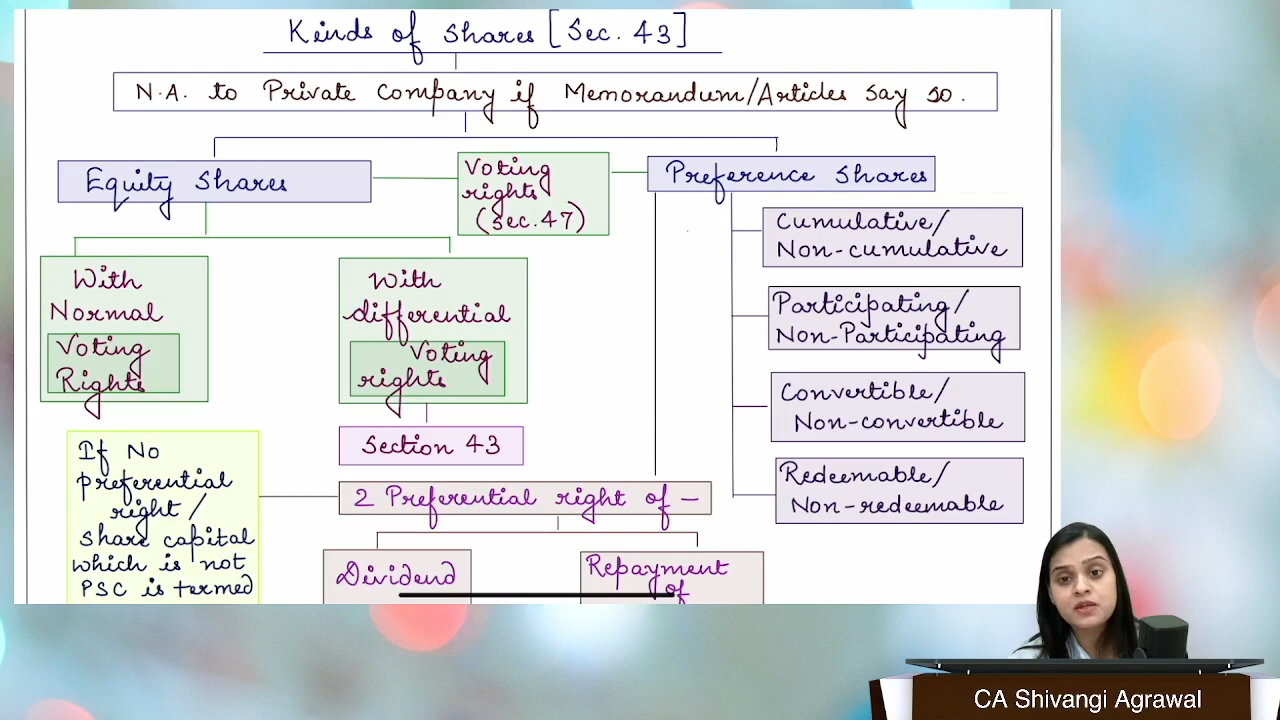 Kinds of Shares [Sec. 43]
N.A. to Private Company if Memorandum/Articles say so.
Equity Shares
Voting
rights
(Sec. 47)
Preference Shares
With
Normal
Voting
Rights
With
differential
Voting
rights
Cumulative/
Non-cumulative
Participating/
Non-Participating
Convertible/
Non-convertible
Redeemable/
Non-redeemable
Section 43
2 Preferential right of -
If No
preferential
right /
Share capital
which is not
PSC is termed
Dividend
Repayment
of
CA Shivangi Agrawal